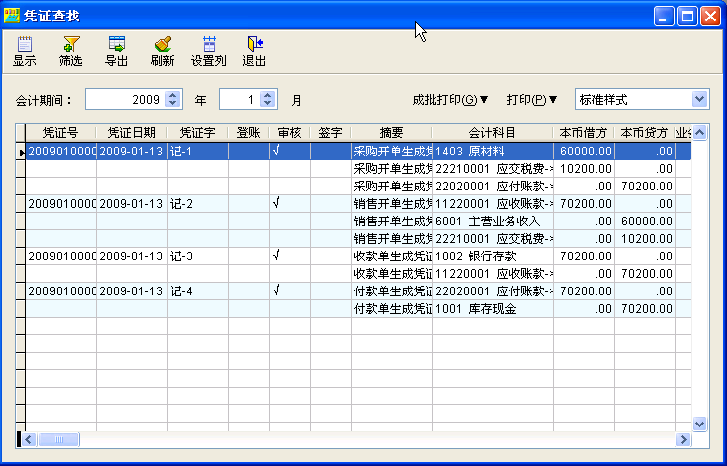 凭证查找
显示 筛选 导出 刷新 设置列 退出
会计期间： 2009 年 1 月 成批打印(G)▼ 打印(P)▼ 标准样式
凭证号 凭证日期 凭证字 登账 审核 签字 摘要 会计科目 本币借方 本币贷方 业务
2009010000 2009-01-13 记-1 √ 采购开单生成凭 1403 原材料 60000.00 .00
采购开单生成凭 22210001 应交税费-> 10200.00 .00
采购开单生成凭 22020001 应付账款-> .00 70200.00
2009010000 2009-01-13 记-2 √ 销售开单生成凭 11220001 应收账款-> 70200.00 .00
销售开单生成凭 6001 主营业务收入 .00 60000.00
销售开单生成凭 22210001 应交税费-> .00 10200.00
2009010000 2009-01-13 记-3 √ 收款单生成凭证 1002 银行存款 70200.00 .00
收款单生成凭证 11220001 应收账款-> .00 70200.00
2009010000 2009-01-13 记-4 √ 付款单生成凭证 22020001 应付账款-> 70200.00 .00
付款单生成凭证 1001 库存现金 .00 70200.00